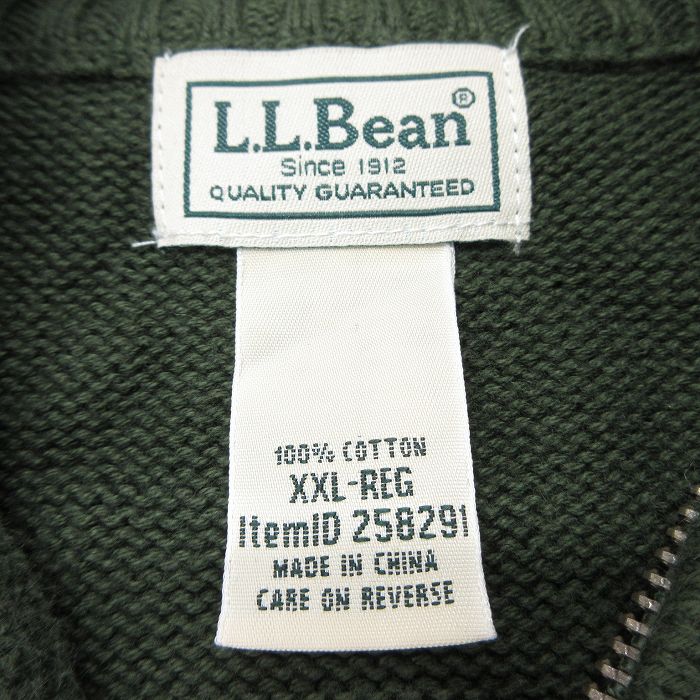 L.L.Bean®
Since 1912
QUALITY GUARANTEED
100% COTTON
XXL-REG
ItemID 258291
MADE IN CHINA
CARE ON REVERSE